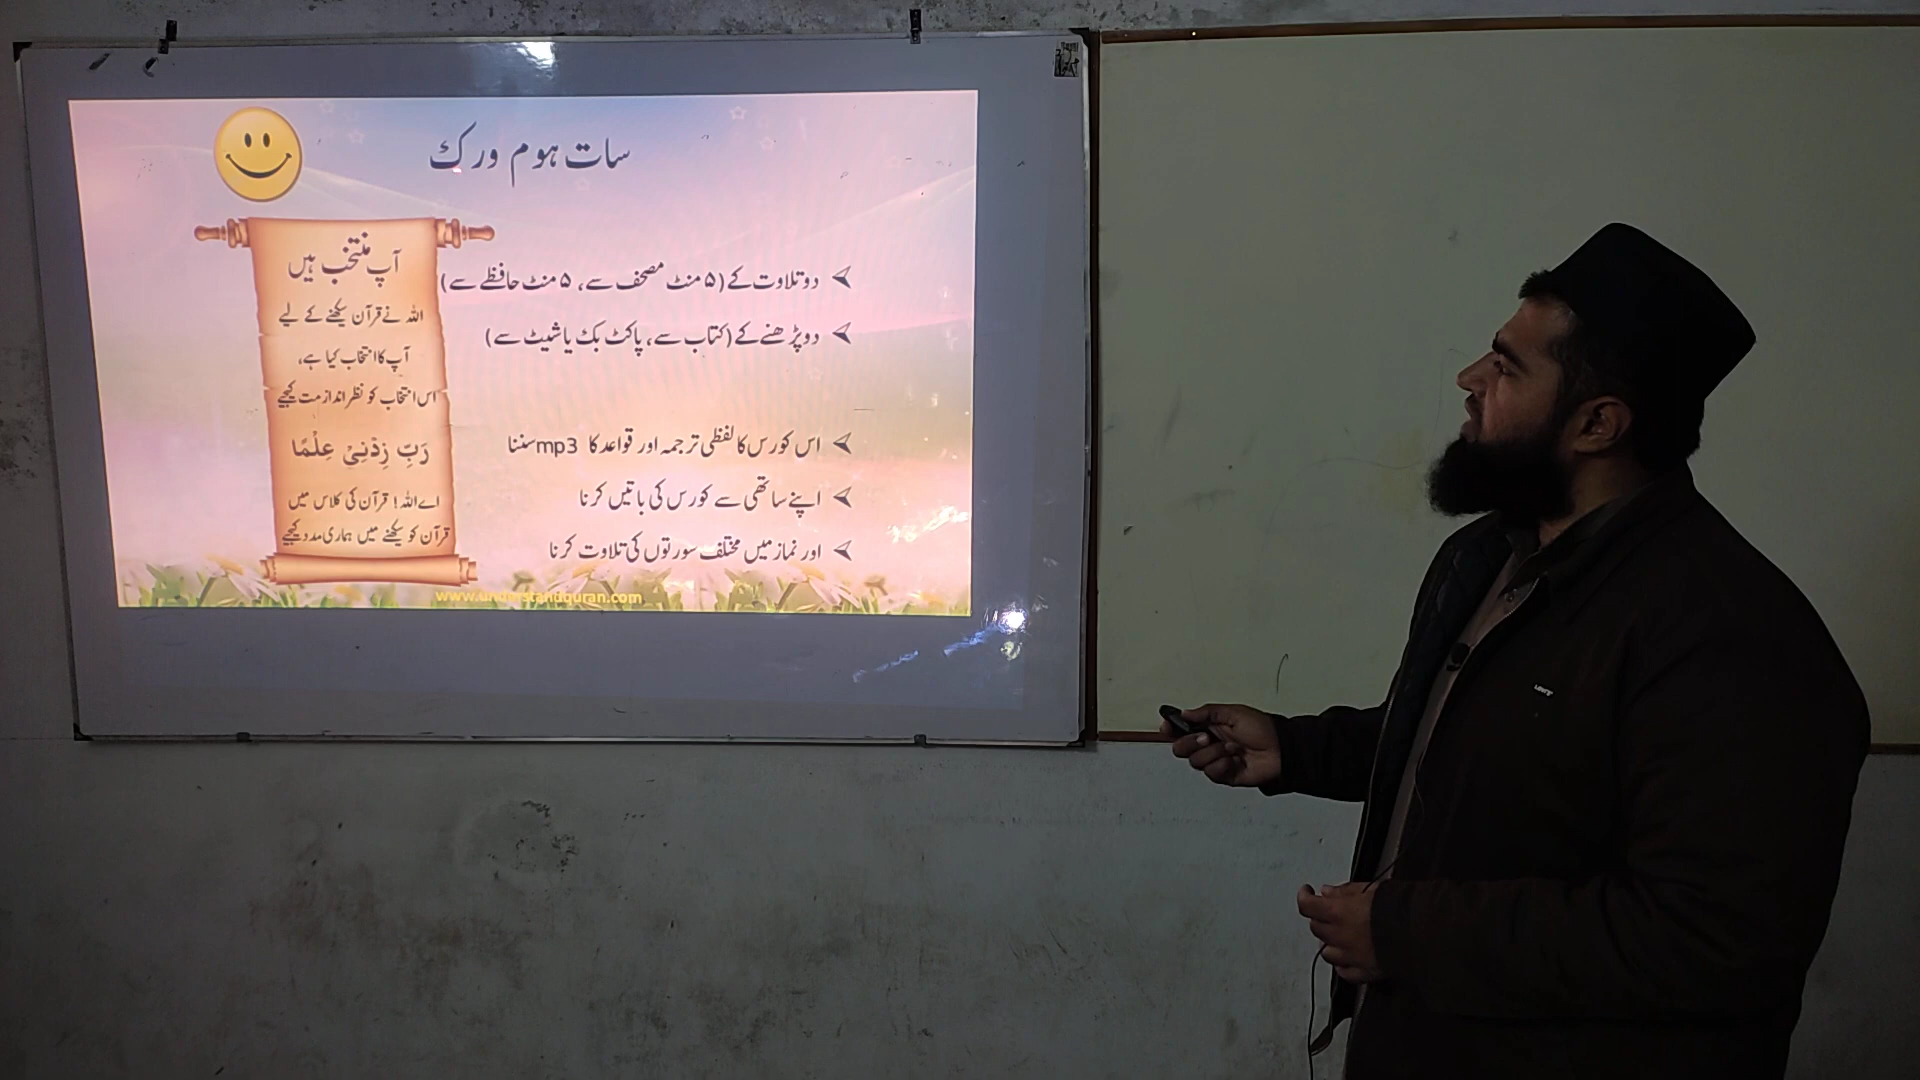 سات ہوم ورک
دو تلاوت کے (۵ منٹ مصحف سے، ۵ منٹ حافظے سے)
دو پڑھنے کے (کتاب سے، پاکٹ بک یا شیٹ سے)
اس کورس کا لفظی ترجمہ اور قواعد کا mp3 سننا
اپنے ساتھی سے کورس کی باتیں کرنا
اور نماز میں مختلف سورتوں کی تلاوت کرنا
آپ منتخب ہیں
اللہ نے قرآن سیکھنے کے لیے
آپ کا انتخاب کیا ہے،
اس انتخاب کو نظر انداز مت کیجیے
رَبِّ زِدْنِیْ عِلْمًا
اے اللہ! قرآن کی کلاس میں
قرآن کو سیکھنے میں ہماری مدد کیجیے
www.understandquran.com